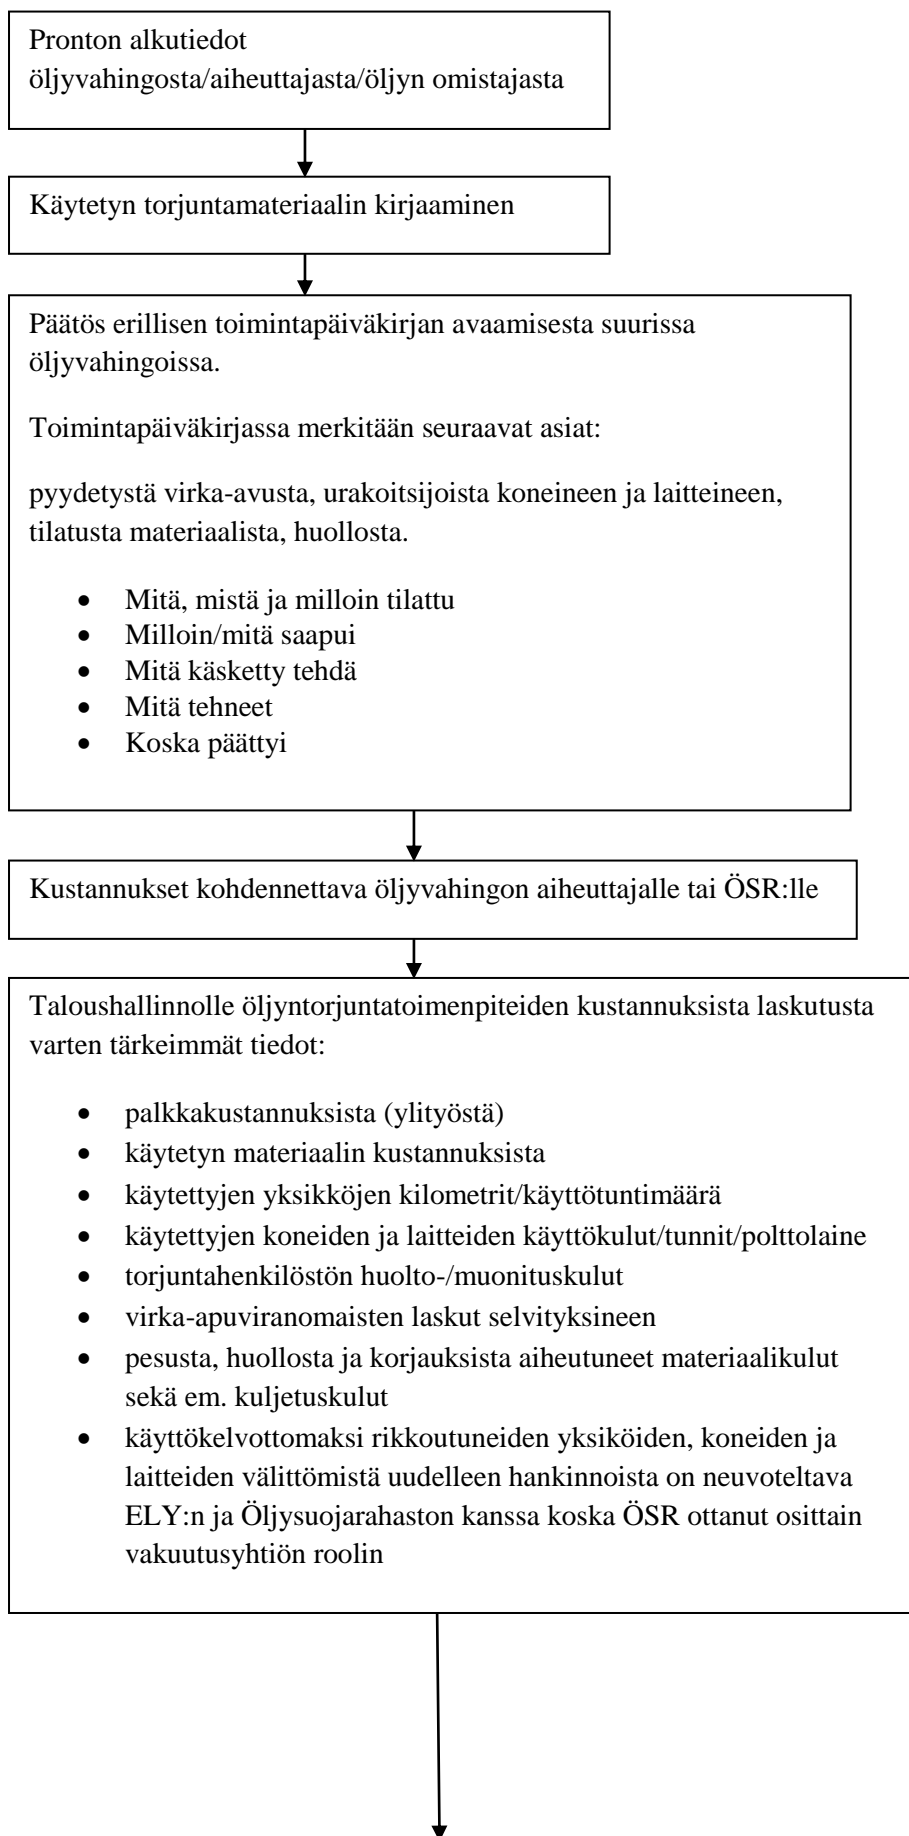 Pronton alkutiedot
öljyvahingosta/aiheuttajasta/öljyn omistajasta
Käytetyn torjuntamateriaalin kirjaaminen
Päätös erillisen toimintapäiväkirjan avaamisesta suurissa
öljyvahingoissa.
Toimintapäiväkirjassa merkitään seuraavat asiat:
pyydetystä virka-avusta, urakoitsijoista koneineen ja laitteineen,
tilatusta materiaalista, huollosta.
• Mitä, mistä ja milloin tilattu
• Milloin/mitä saapui
• Mitä käsketty tehdä
• Mitä tehneet
• Koska päättyi
Kustannukset kohdennettava öljyvahingon aiheuttajalle tai ÖSR:lle
Taloushallinnolle öljyntorjuntatoimenpiteiden kustannuksista laskutusta
varten tärkeimmät tiedot:
• palkkakustannuksista (ylityöstä)
• käytetyn materiaalin kustannuksista
• käytettyjen yksikköjen kilometrit/käyttötuntimäärä
• käytettyjen koneiden ja laitteiden käyttökulut/tunnit/polttolaine
• torjuntahenkilöstön huolto-/muonituskulut
• virka-apuviranomaisten laskut selvityksineen
• pesusta, huollosta ja korjauksista aiheutuneet materiaalikulut
sekä em. kuljetuskulut
• käyttökelvottomaksi rikkoutuneiden yksiköiden, koneiden ja
laitteiden välittömistä uudelleen hankinnoista on neuvoteltava
ELY:n ja Öljysuojarahaston kanssa koska ÖSR ottanut osittain
vakuutusyhtiön roolin